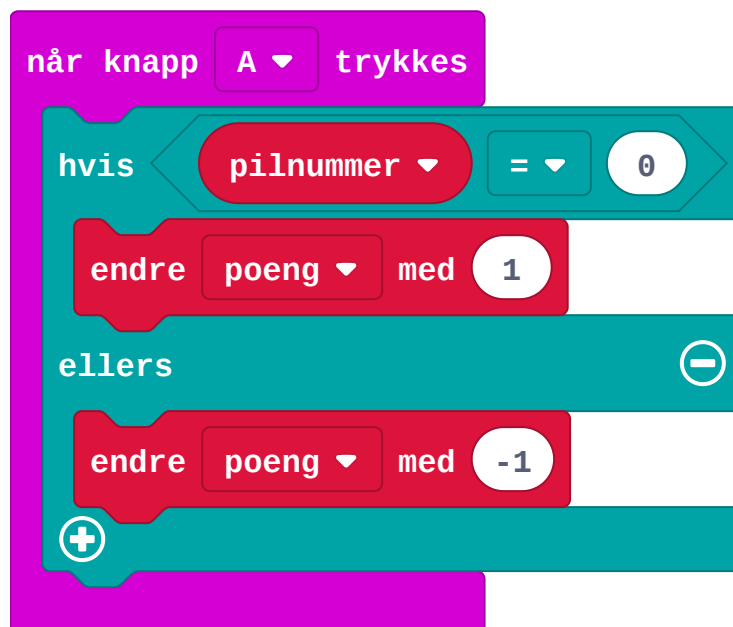 når knapp A trykkes
hvis pilnummer = 0
endre poeng med 1
ellers
endre poeng med -1